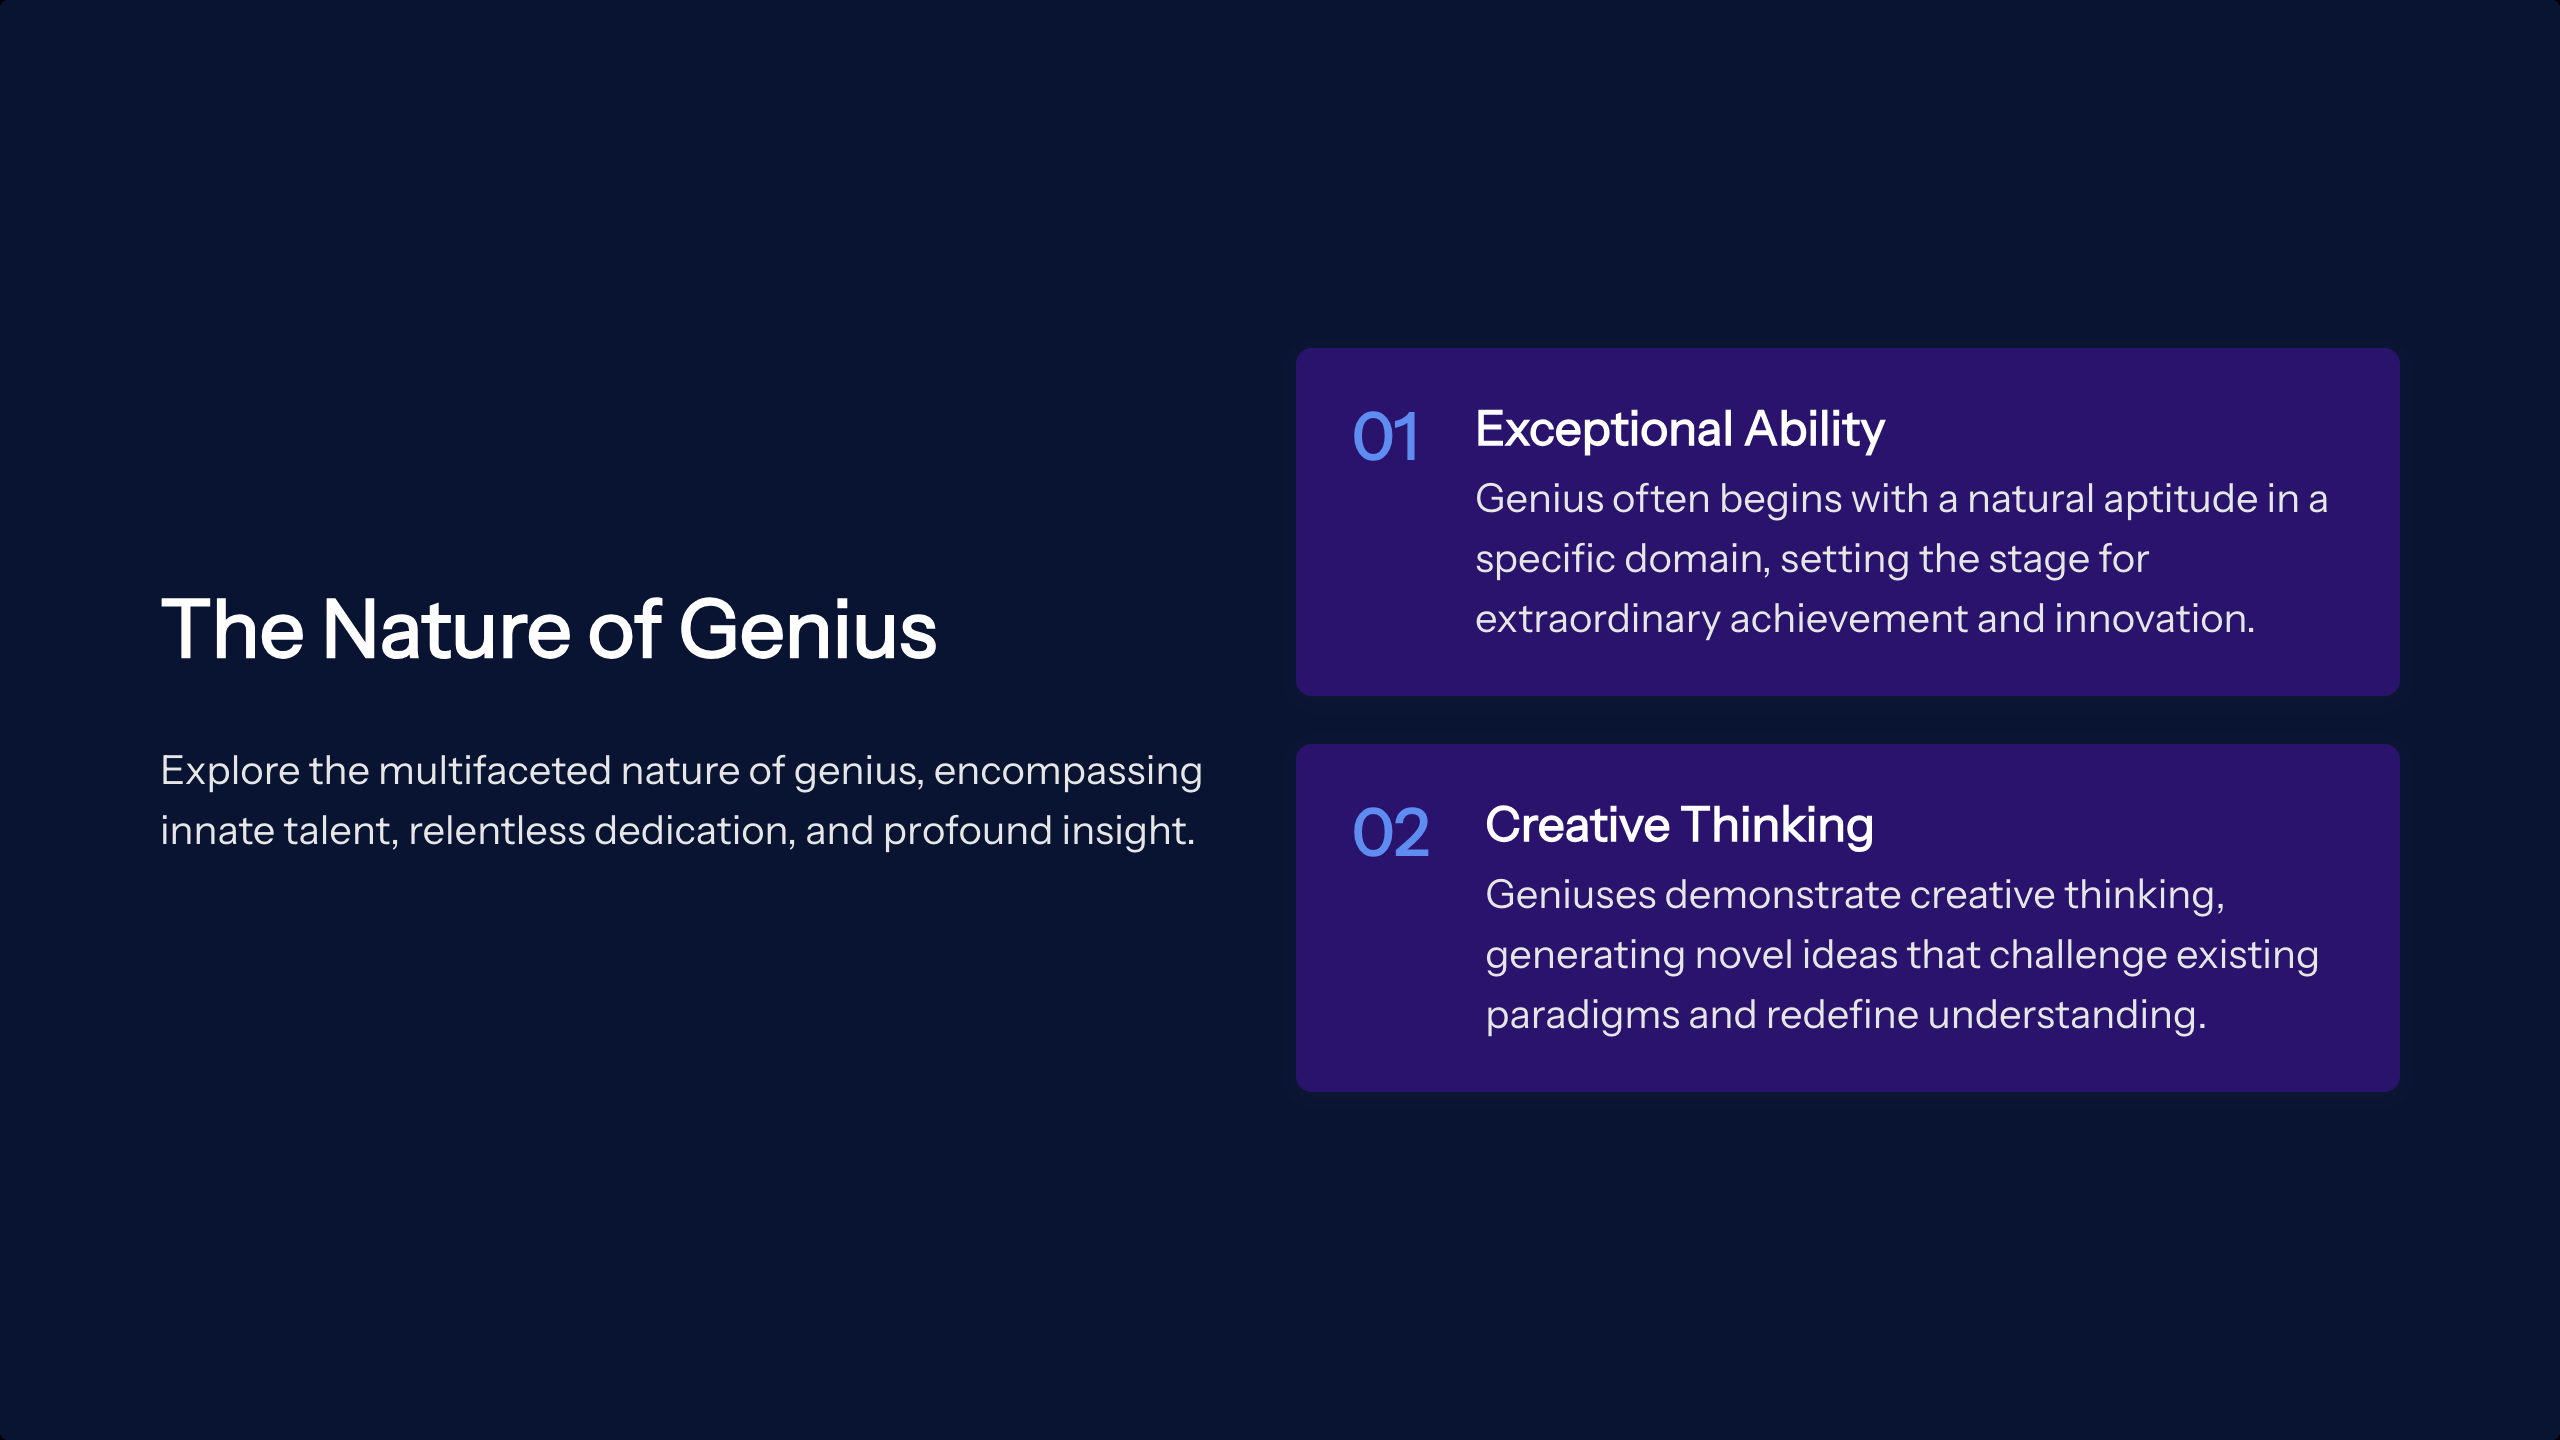 The Nature of Genius
Explore the multifaceted nature of genius, encompassing
innate talent, relentless dedication, and profound insight.
01
Exceptional Ability
Genius often begins with a natural aptitude in a
specific domain, setting the stage for
extraordinary achievement and innovation.
02
Creative Thinking
Geniuses demonstrate creative thinking,
generating novel ideas that challenge existing
paradigms and redefine understanding.